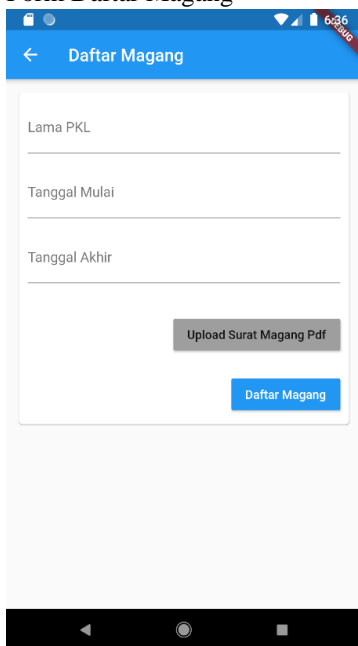 Form Daftar Magang
6:36
DEBUG
Daftar Magang
Lama PKL
Tanggal Mulai
Tanggal Akhir
Upload Surat Magang Pdf
Daftar Magang